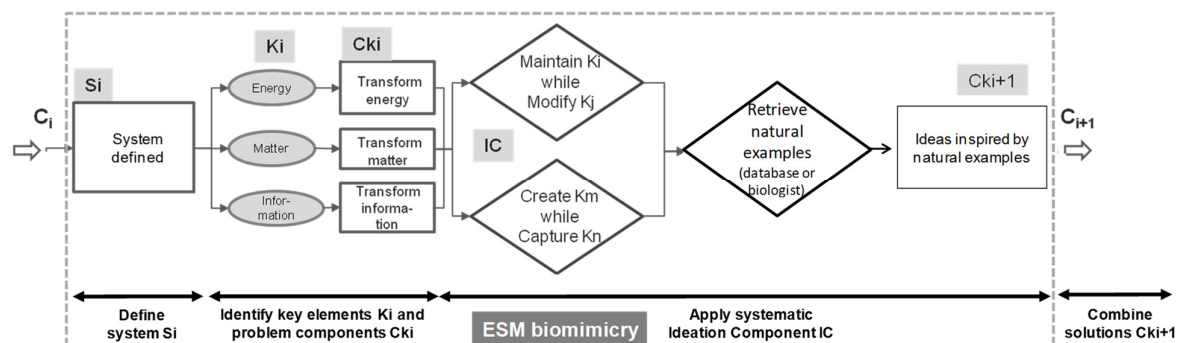 Ci
Si
System
defined
Ki
Energy
Matter
Infor-
mation
Cki
Transform
energy
Transform
matter
Transform
informa-
tion
IC
Maintain Ki
while
Modify Kj
Create Km
while
Capture Kn
Retrieve
natural
examples
(database or
biologist)
Cki+1
Ideas inspired by
natural examples
Ci+1
Define
system Si
Identify key elements Ki and
problem components Cki
ESM biomimicry
Apply systematic
Ideation Component IC
Combine
solutions Cki+1